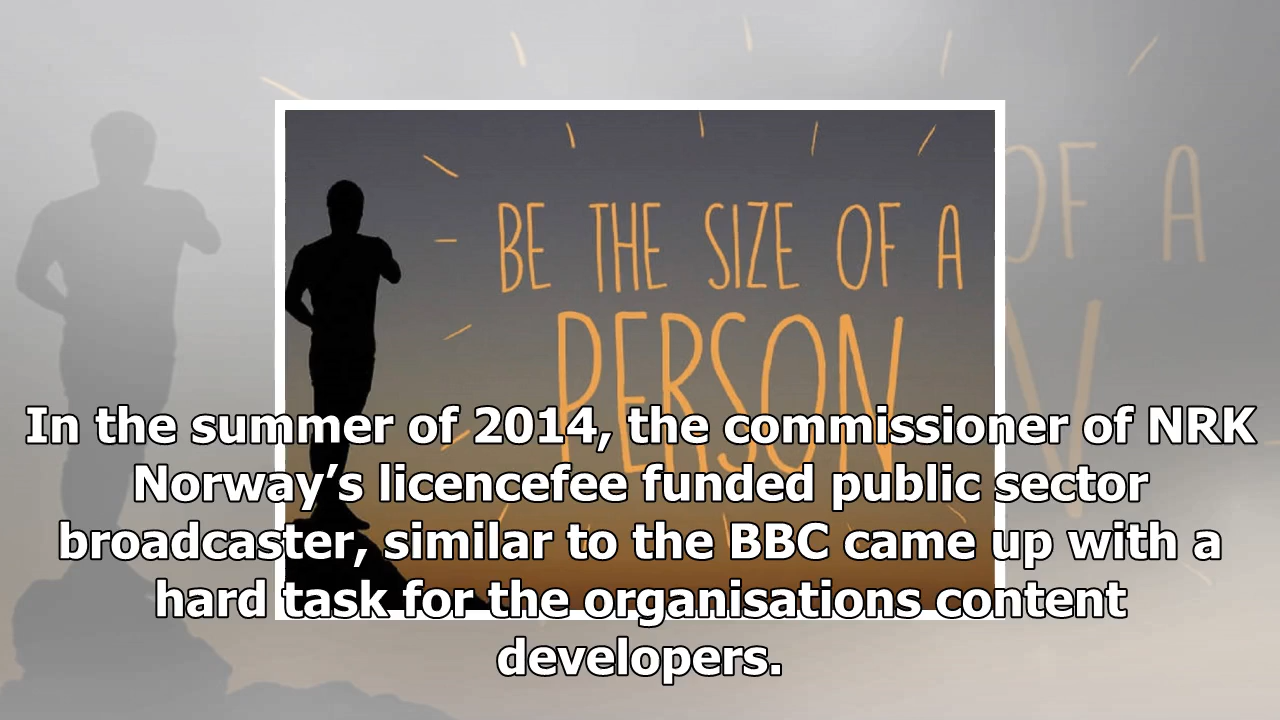 BE THE SIZE OF A
PERSON
In the summer of 2014, the commissioner of NRK
Norway’s licencefee funded public sector
broadcaster, similar to the BBC came up with a
hard task for the organisations content
developers.
OF A
N